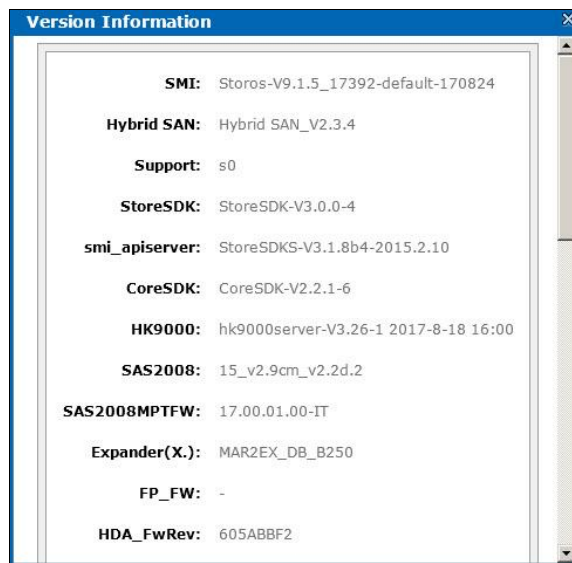 Version Information
SMI: Storos-V9.1.5_17392-default-170824
Hybrid SAN: Hybrid SAN_V2.3.4
Support: s0
StoreSDK: StoreSDK-V3.0.0-4
smi_apiserver: StoreSDKS-V3.1.8b4-2015.2.10
CoreSDK: CoreSDK-V2.2.1-6
HK9000: hk9000server-V3.26-1 2017-8-18 16:00
SAS2008: 15_v2.9cm_v2.2d.2
SAS2008MPTFW: 17.00.01.00-IT
Expander(X.): MAR2EX_DB_B250
FP_FW: -
HDA_FwRev: 605ABBF2